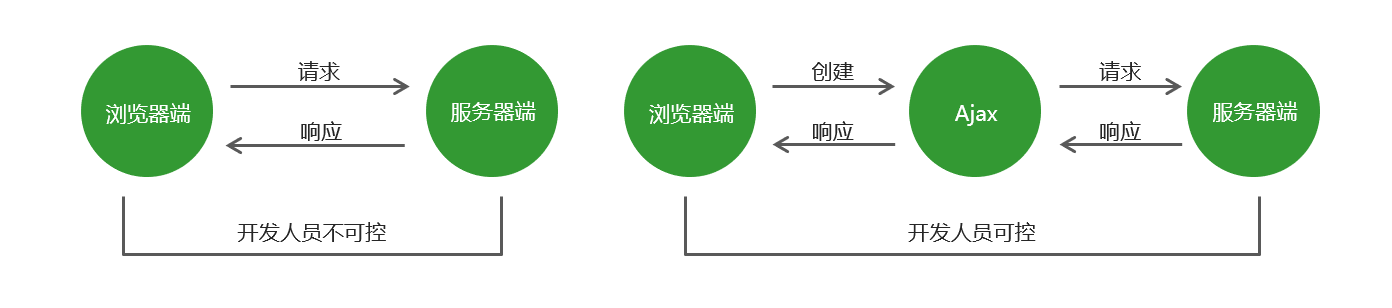 请求
浏览器端
服务器端
响应
开发人员不可控
创建
请求
浏览器端
Ajax
服务器端
响应
响应
开发人员可控